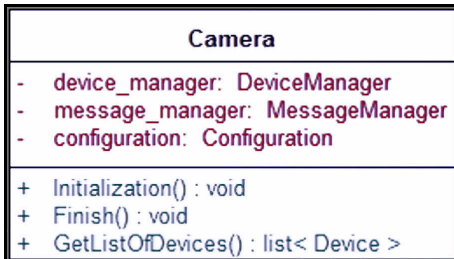 Camera
- device_manager: DeviceManager
- message_manager: MessageManager
- configuration: Configuration
+ Initialization() : void
+ Finish() : void
+ GetListOfDevices() : list< Device >